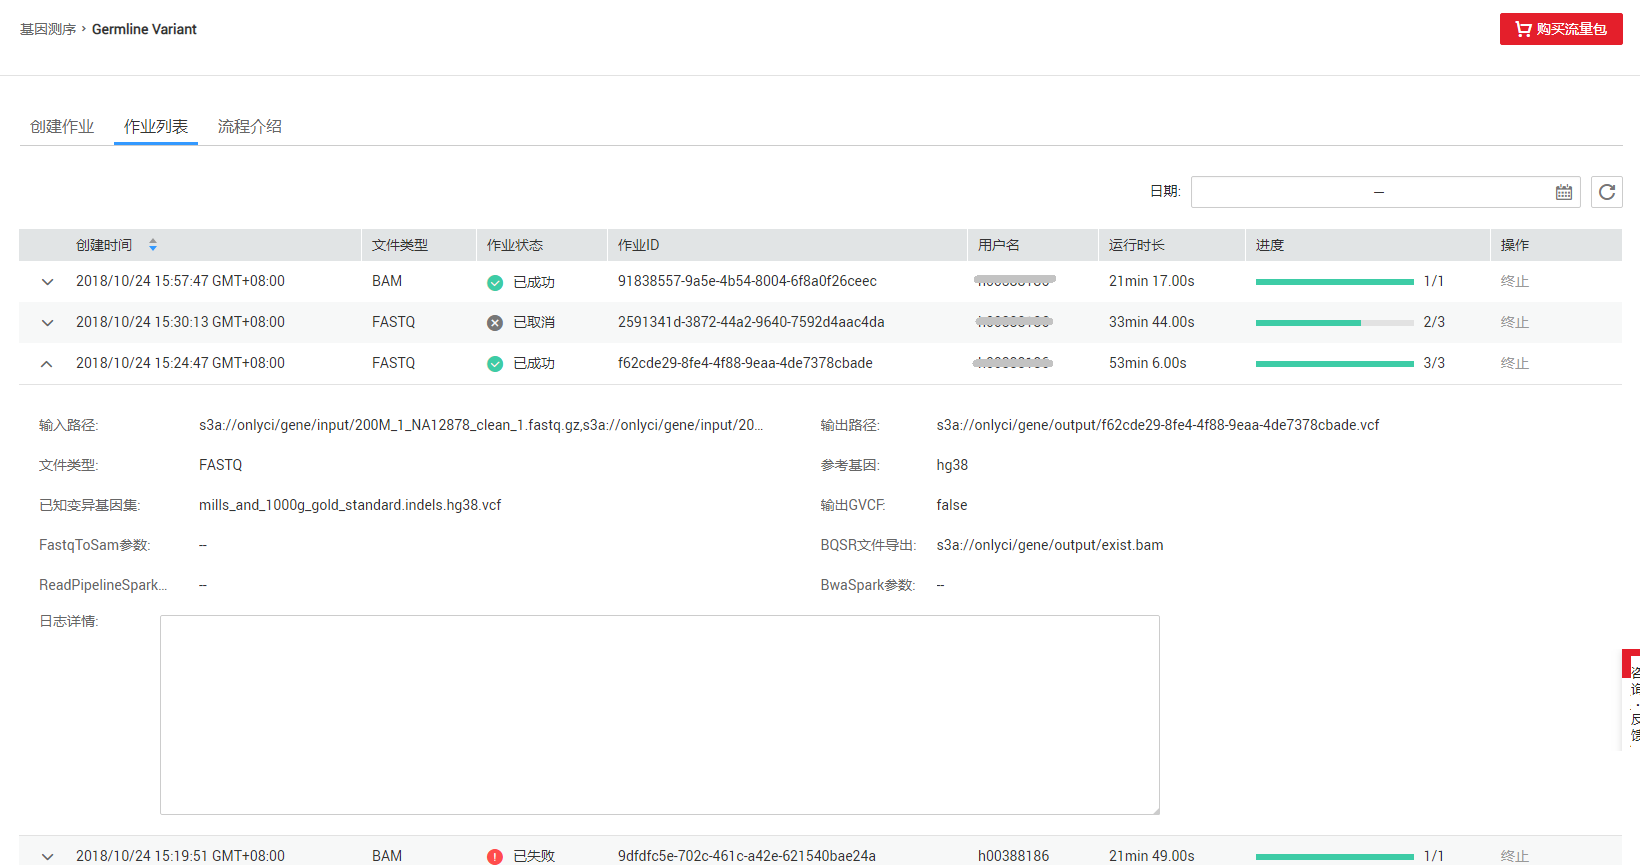 基因测序 › Germline Variant
购买流量包
创建作业 作业列表 流程介绍
日期: –
创建时间 文件类型 作业状态 作业ID 用户名 运行时长 进度 操作
2018/10/24 15:57:47 GMT+08:00 BAM 已成功 91838557-9a5e-4b54-8004-6f8a0f26ceec 21min 17.00s 1/1 终止
2018/10/24 15:30:13 GMT+08:00 FASTQ 已取消 2591341d-3872-44a2-9640-7592d4aac4da 33min 44.00s 2/3 终止
2018/10/24 15:24:47 GMT+08:00 FASTQ 已成功 f62cde29-8fe4-4f88-9eaa-4de7378cbade 53min 6.00s 3/3 终止
输入路径: s3a://onlyci/gene/input/200M_1_NA12878_clean_1.fastq.gz,s3a://onlyci/gene/input/20... 输出路径: s3a://onlyci/gene/output/f62cde29-8fe4-4f88-9eaa-4de7378cbade.vcf
文件类型: FASTQ 参考基因: hg38
已知变异基因集: mills_and_1000g_gold_standard.indels.hg38.vcf 输出GVCF: false
FastqToSam参数: -- BQSR文件导出: s3a://onlyci/gene/output/exist.bam
ReadPipelineSpark... -- BwaSpark参数: --
日志详情:
咨询·反馈
2018/10/24 15:19:51 GMT+08:00 BAM 已失败 9dfdfc5e-702c-461c-a42e-621540bae24a h00388186 21min 49.00s 1/1 终止